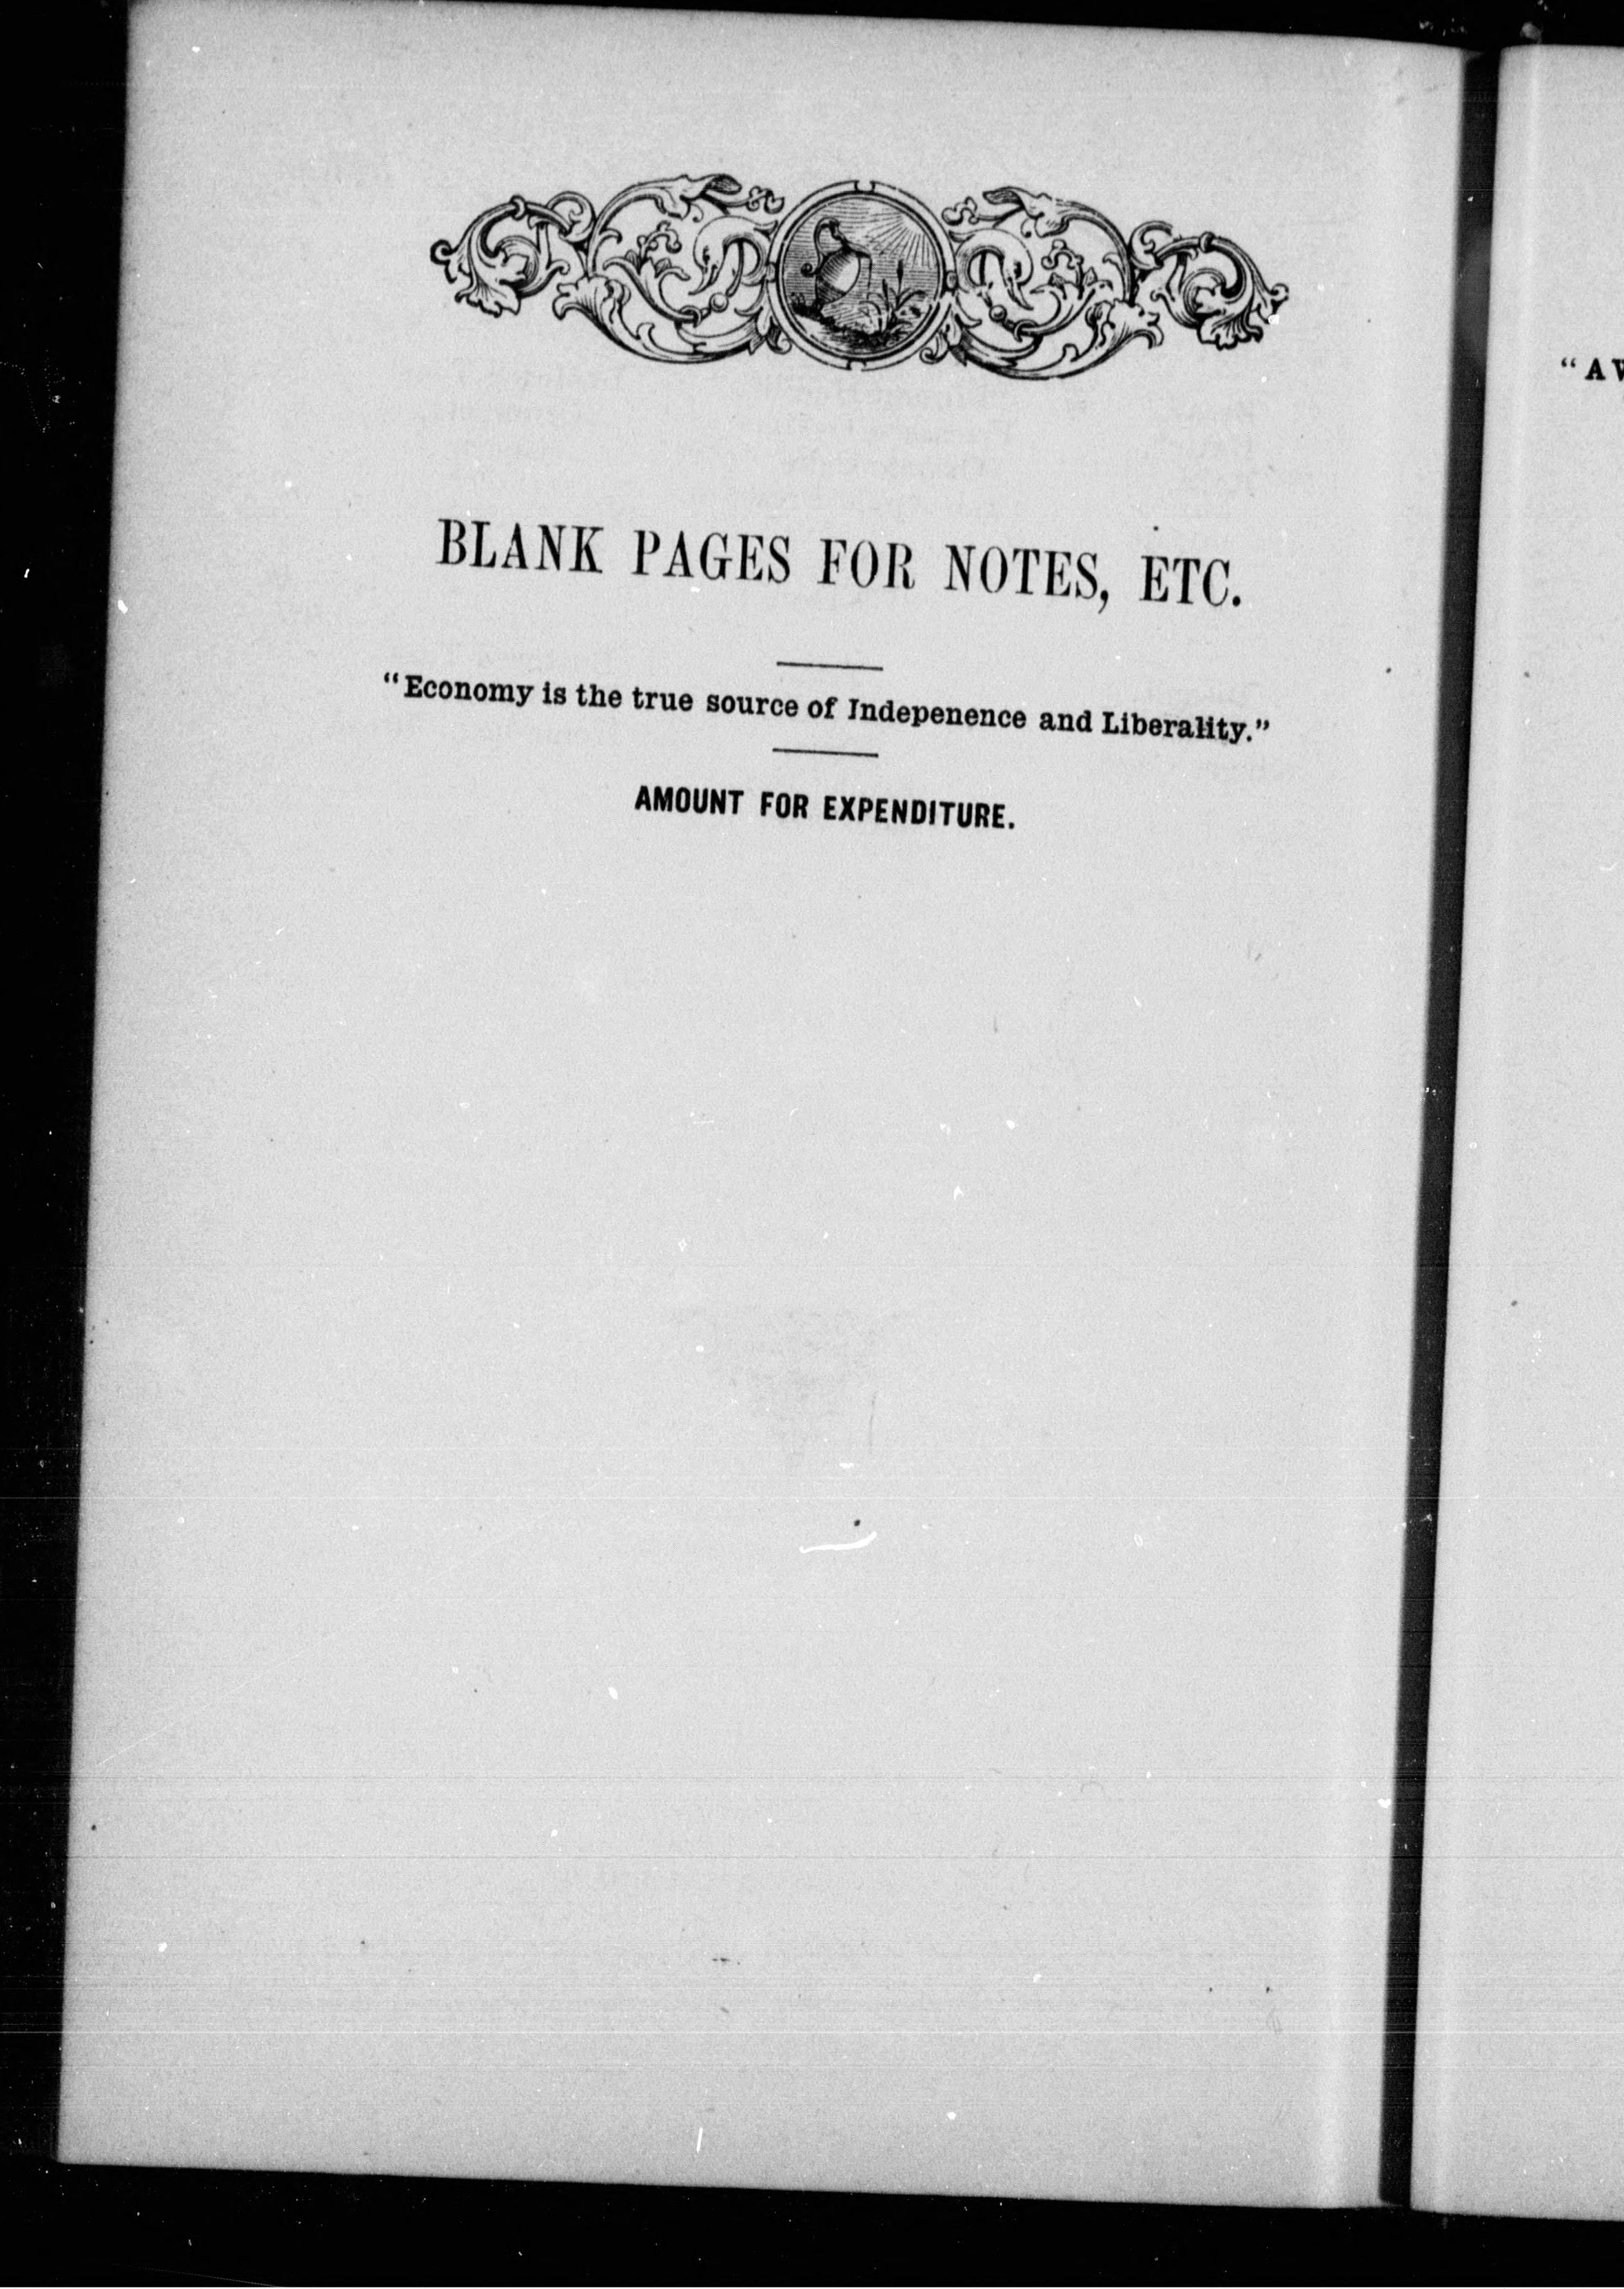 BLANK PAGES FOR NOTES, ETC.
“Economy is the true source of Indepenence and Liberality.”
AMOUNT FOR EXPENDITURE.